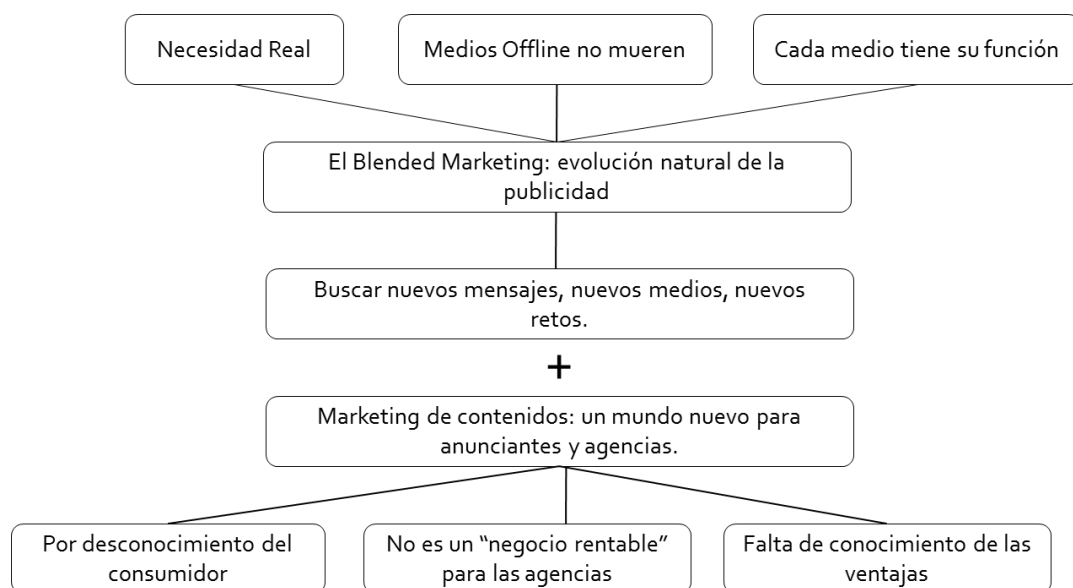 Necesidad Real
Medios Offline no mueren
Cada medio tiene su función
El Blended Marketing: evolución natural de la
publicidad
Buscar nuevos mensajes, nuevos medios, nuevos
retos.
+
Marketing de contenidos: un mundo nuevo para
anunciantes y agencias.
Por desconocimiento del
consumidor
No es un “negocio rentable”
para las agencias
Falta de conocimiento de las
ventajas